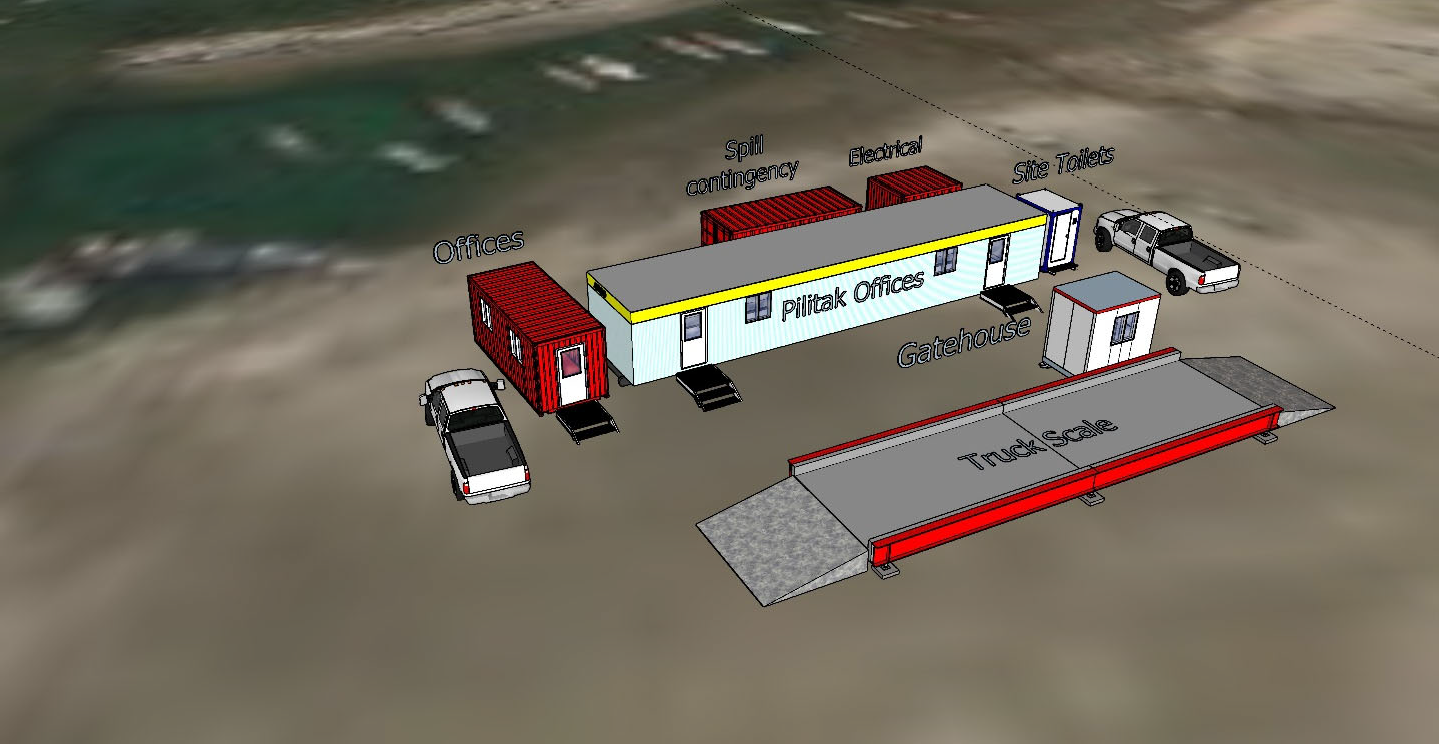 Spill
contingency
Electrical
Site Toilets
Offices
Pilitak Offices
Gatehouse
Truck Scale